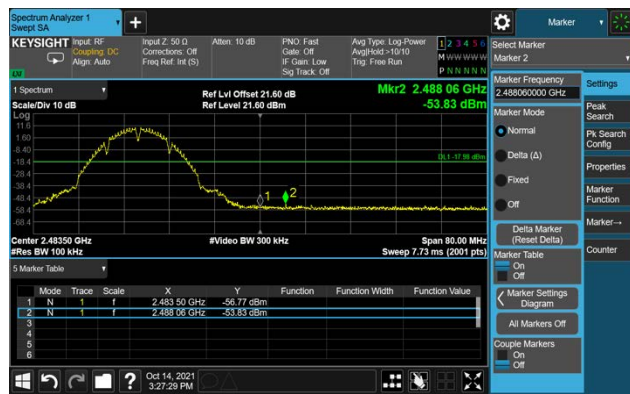 Spectrum Analyzer 1
Swept SA
Marker
KEYSIGHT
Input: RF
Coupling: DC
Align: Auto
Input Z: 50 Ω
Corrections: Off
Freq Ref: Int (S)
Atten: 10 dB
PNO: Fast
Gate: Off
IF Gain: Low
Sig Track: Off
Avg Type: Log-Power
Avg|Hold:>10/10
Trig: Free Run
1 2 3 4 5 6
M W W W W W
P N N N N N
Select Marker
Marker 2
1 Spectrum
Scale/Div 10 dB
Ref Lvl Offset 21.60 dB
Ref Level 21.60 dBm
Mkr2 2.488 06 GHz
-53.83 dBm
Log
11.6
1.60
-8.40
-18.4
-28.4
-38.4
-48.4
-58.4
-68.4
DL1 -17.98 dBm
1
2
Center 2.48350 GHz
#Res BW 100 kHz
#Video BW 300 kHz
Span 80.00 MHz
Sweep 7.73 ms (2001 pts)
5 Marker Table
Mode Trace Scale X Y Function Function Width Function Value
1 N 1 f 2.483 50 GHz -56.77 dBm
2 N 1 f 2.488 06 GHz -53.83 dBm
3
4
5
6
Marker Frequency
2.488060000 GHz
Marker Mode
Normal
Delta (Δ)
Fixed
Off
Delta Marker
(Reset Delta)
Marker Table
On
Off
Marker Settings
Diagram
All Markers Off
Couple Markers
On
Off
Settings
Peak
Search
Pk Search
Config
Properties
Marker
Function
Marker→
Counter
Oct 14, 2021
3:27:29 PM